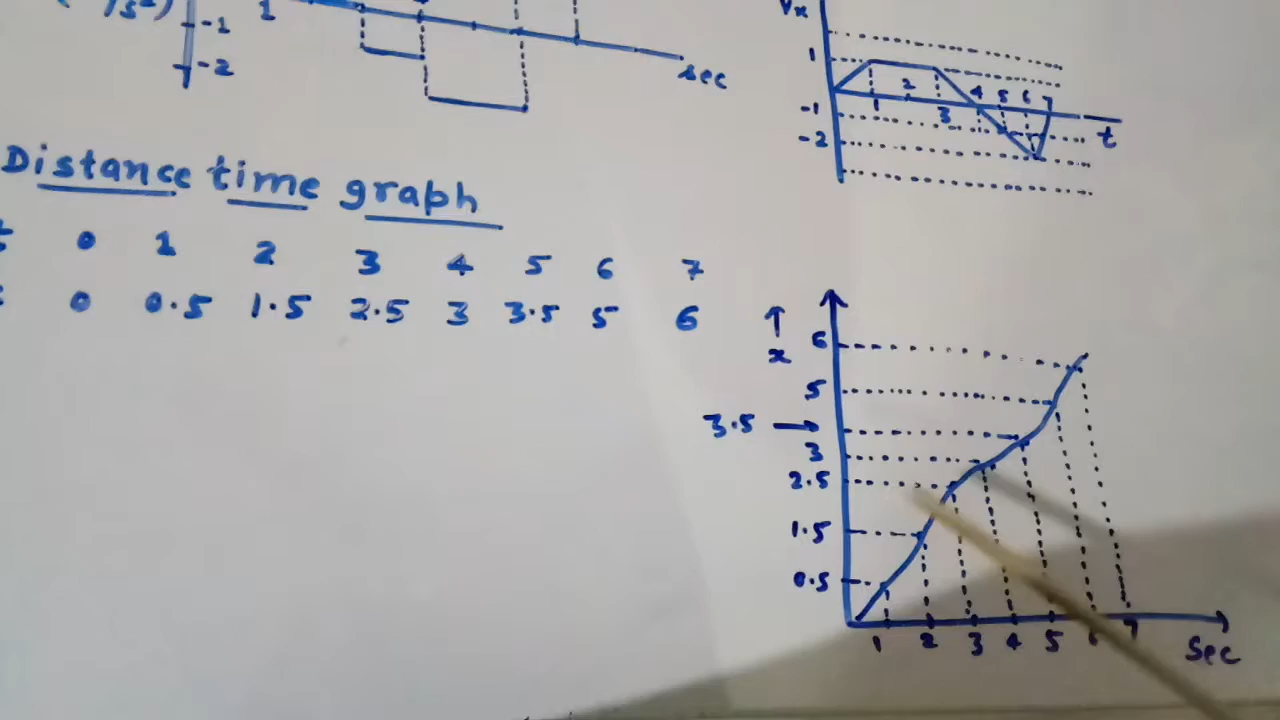 /s²)
-1
1
-2
sec
Vx
1
-1
-2
1 2 3 4 5 6 7
t
Distance time graph
0 1 2 3 4 5 6 7
0 0.5 1.5 2.5 3 3.5 5 6
↑
x
6
5
3.5 →
3
2.5
1.5
0.5
1 2 3 4 5 6 7
Sec